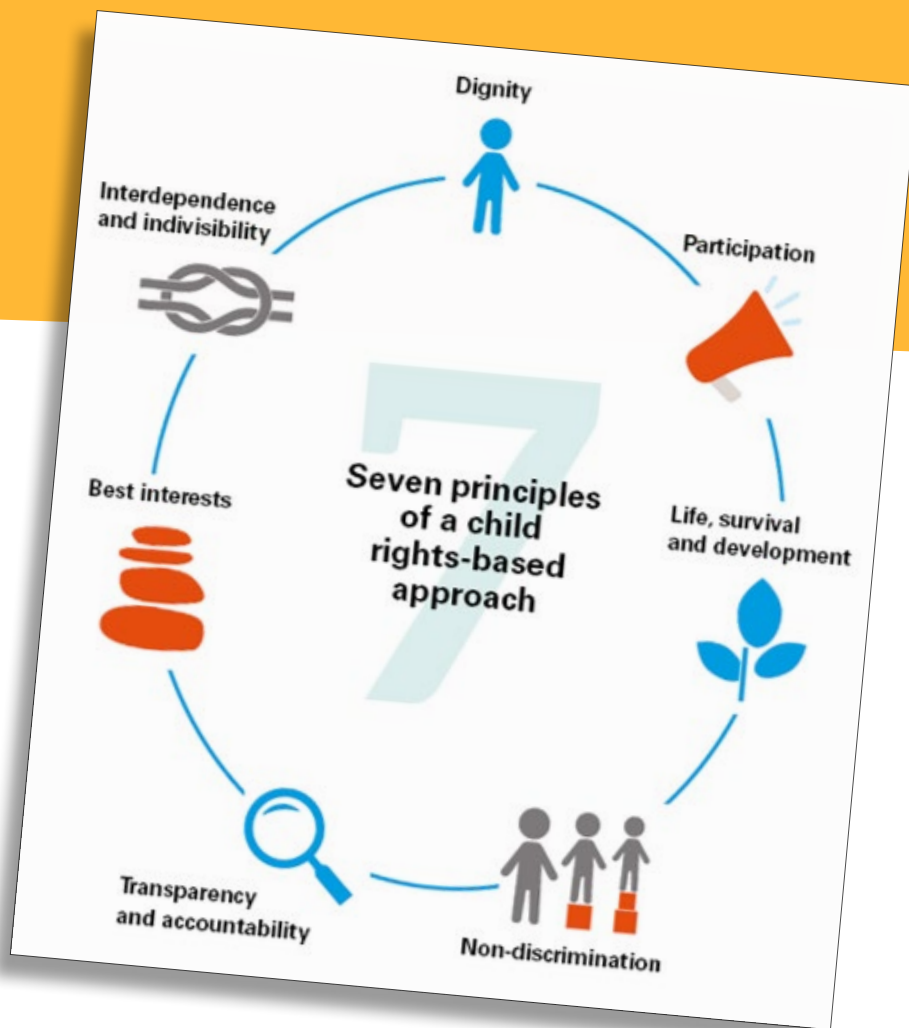 Dignity
Participation
Life, survival
and development
Non-discrimination
Transparency
and accountability
Best interests
Interdependence
and indivisibility
7
Seven principles
of a child
rights-based
approach